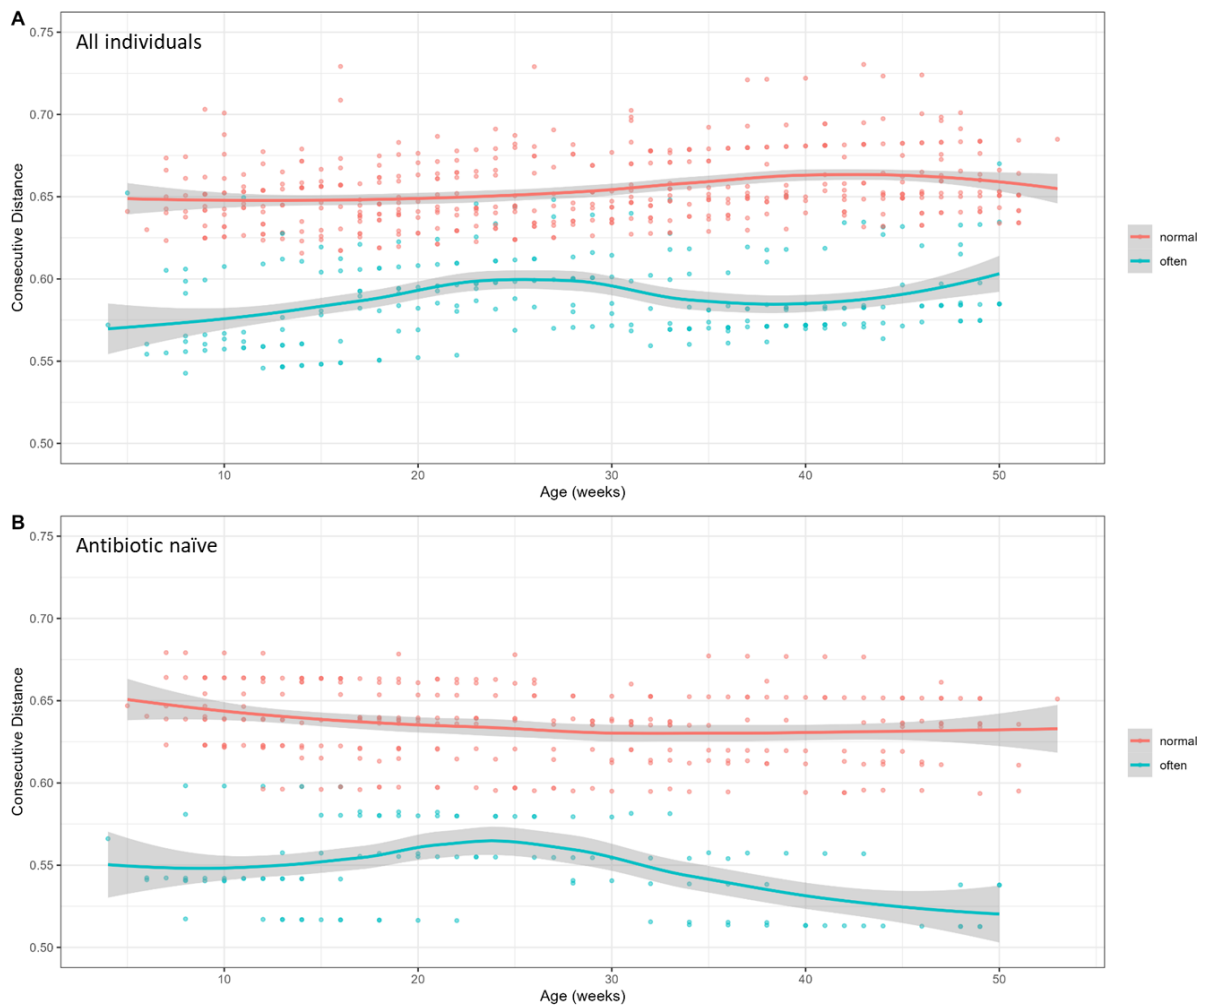 A
All individuals
Consecutive Distance
0.75
0.70
0.65
0.60
0.55
0.50
10
20
30
40
50
Age (weeks)
normal
often
B
Antibiotic naïve
Consecutive Distance
0.75
0.70
0.65
0.60
0.55
0.50
10
20
30
40
50
Age (weeks)
normal
often